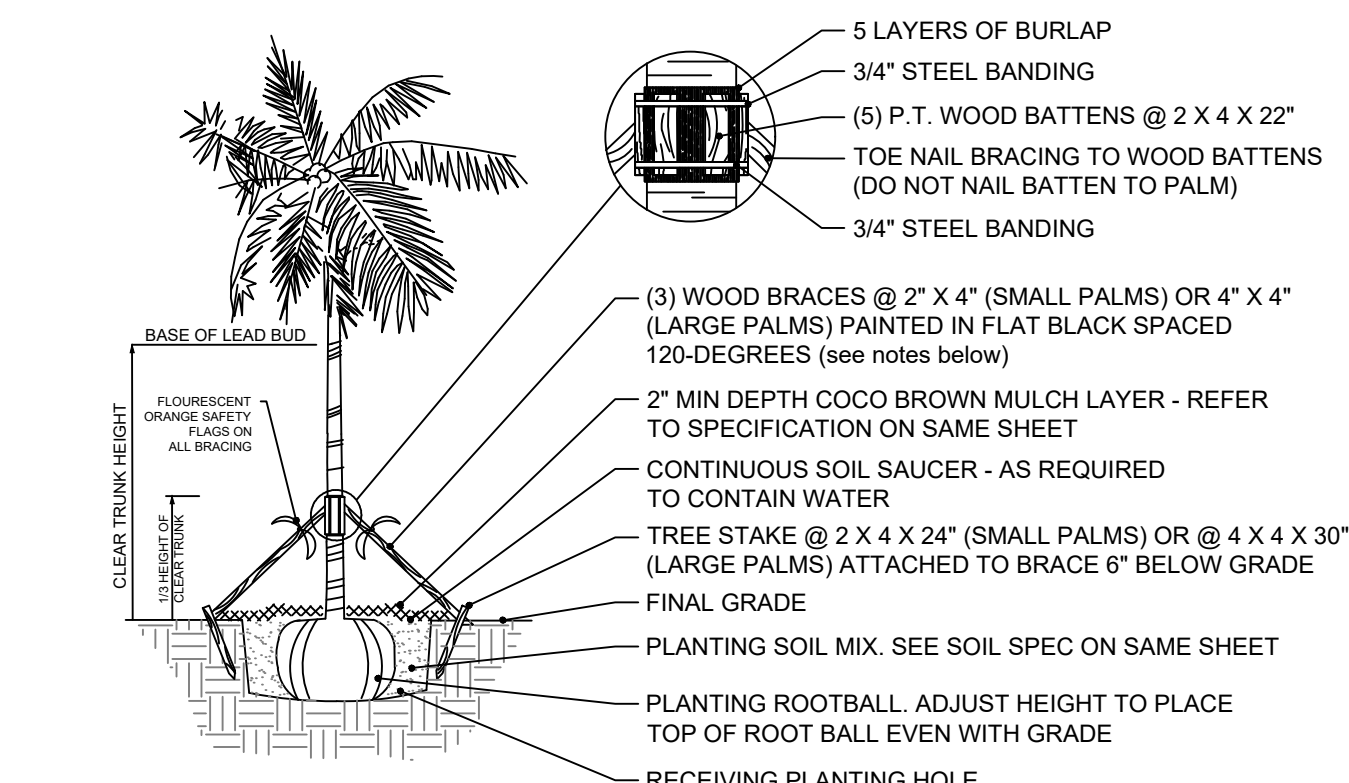 5 LAYERS OF BURLAP
3/4" STEEL BANDING
(5) P.T. WOOD BATTENS @ 2 X 4 X 22"
TOE NAIL BRACING TO WOOD BATTENS
(DO NOT NAIL BATTEN TO PALM)
3/4" STEEL BANDING
(3) WOOD BRACES @ 2" X 4" (SMALL PALMS) OR 4" X 4"
(LARGE PALMS) PAINTED IN FLAT BLACK SPACED
120-DEGREES (see notes below)
BASE OF LEAD BUD
CLEAR TRUNK HEIGHT
FLOURESCENT
ORANGE SAFETY
FLAGS ON
ALL BRACING
1/3 HEIGHT OF
CLEAR TRUNK
2" MIN DEPTH COCO BROWN MULCH LAYER - REFER
TO SPECIFICATION ON SAME SHEET
CONTINUOUS SOIL SAUCER - AS REQUIRED
TO CONTAIN WATER
TREE STAKE @ 2 X 4 X 24" (SMALL PALMS) OR @ 4 X 4 X 30"
(LARGE PALMS) ATTACHED TO BRACE 6" BELOW GRADE
FINAL GRADE
PLANTING SOIL MIX. SEE SOIL SPEC ON SAME SHEET
PLANTING ROOTBALL. ADJUST HEIGHT TO PLACE
TOP OF ROOT BALL EVEN WITH GRADE
RECEIVING PLANTING HOLE